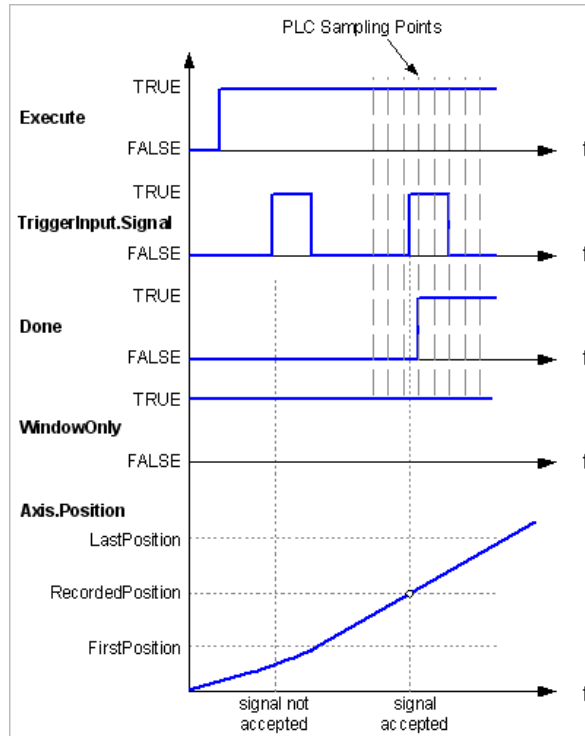 PLC Sampling Points
TRUE
Execute
FALSE
t
TRUE
TriggerInput.Signal
FALSE
t
TRUE
Done
FALSE
t
TRUE
WindowOnly
FALSE
t
Axis.Position
LastPosition
RecordedPosition
FirstPosition
t
signal not
accepted
signal
accepted